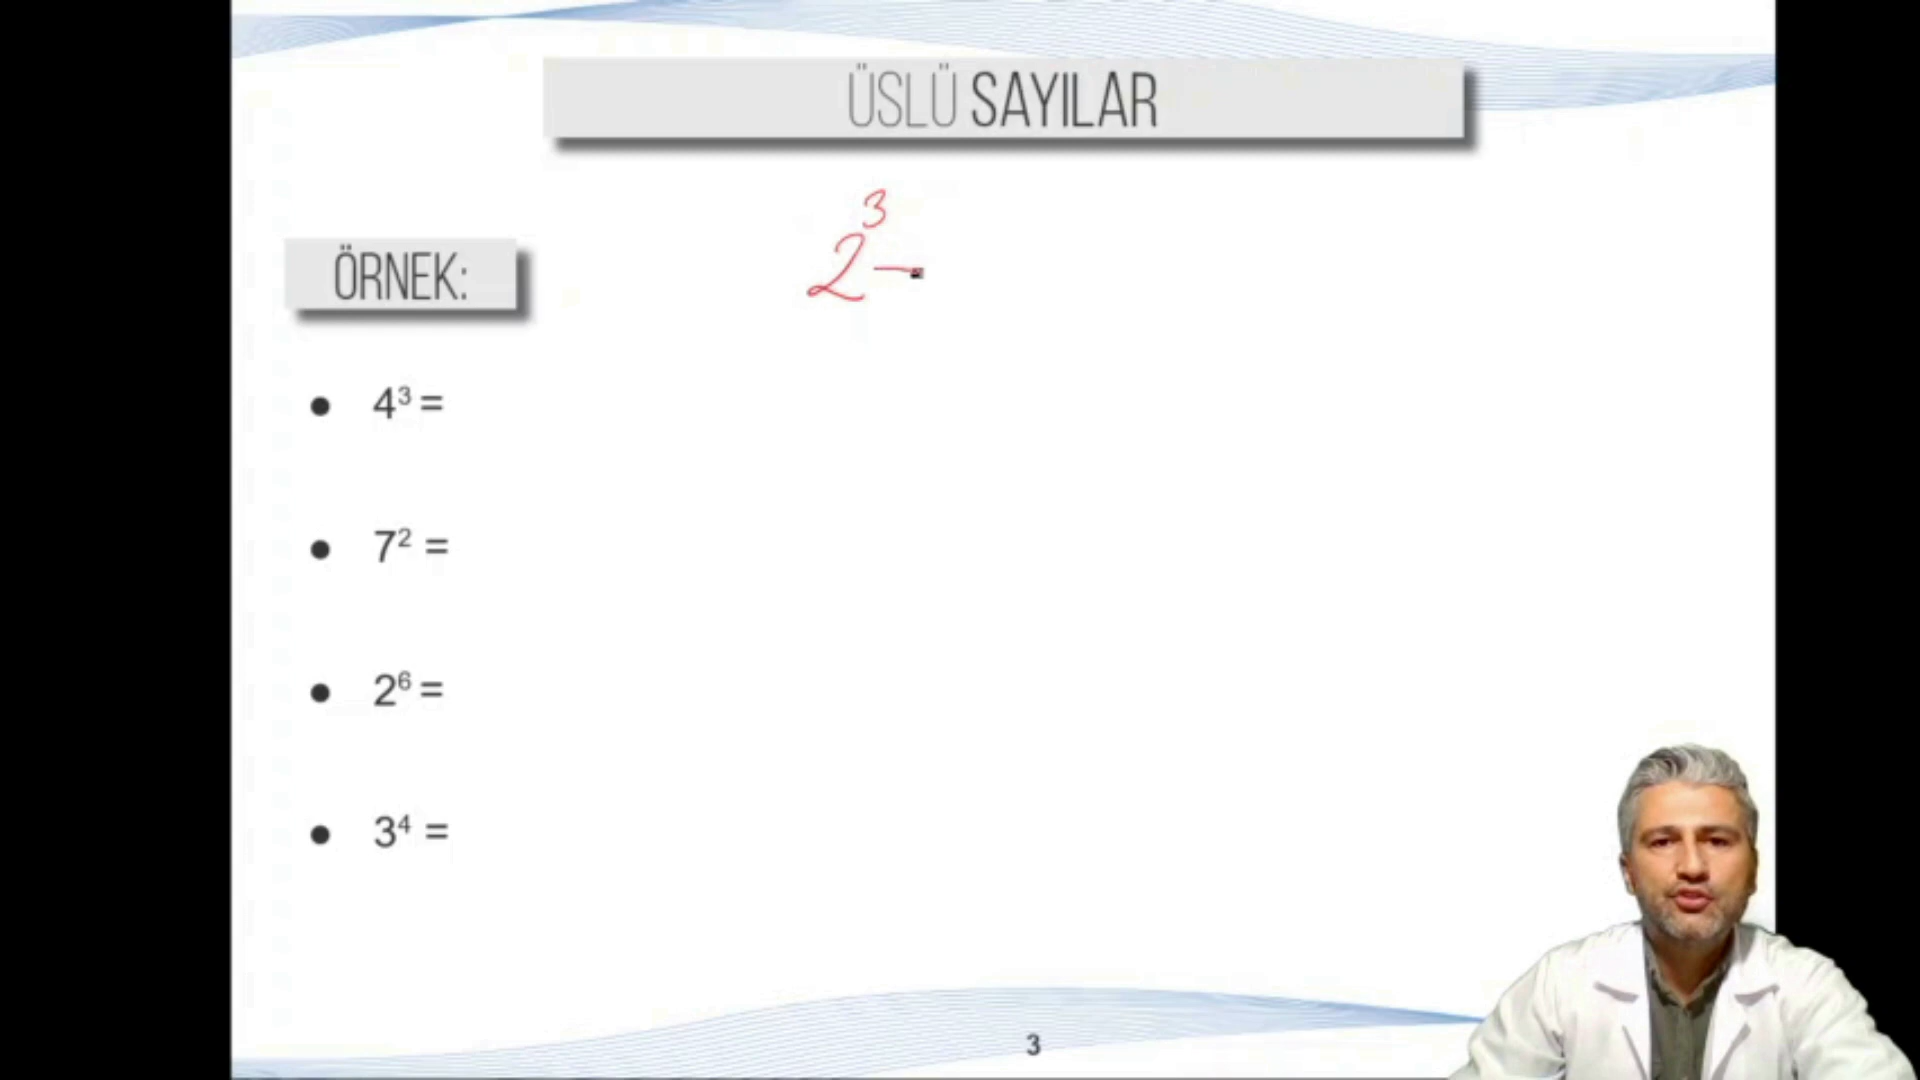 ÜSLÜ SAYILAR
2³ –
ÖRNEK:
● 4³ =
● 7² =
● 2⁶ =
● 3⁴ =
3